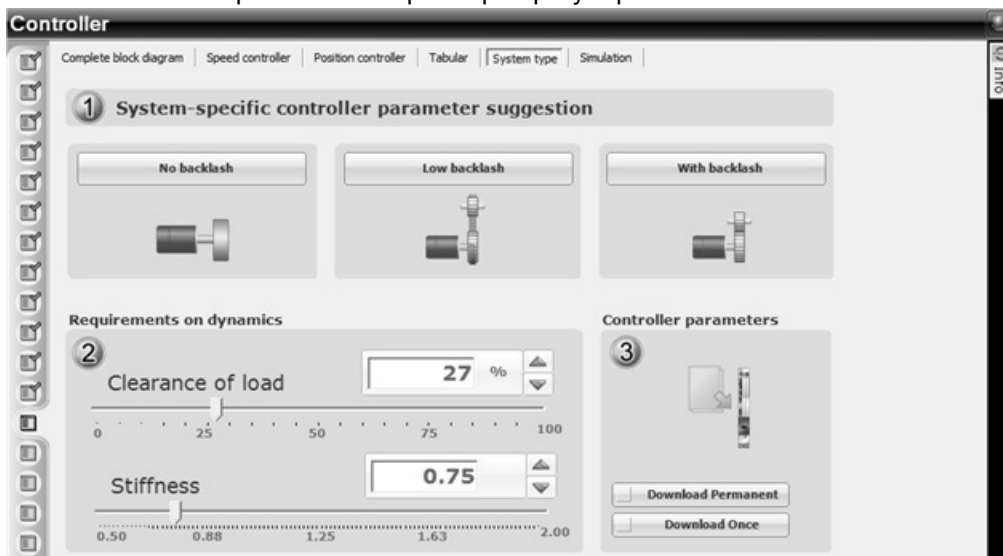 Controller
Complete block diagram Speed controller Position controller Tabular System type Simulation
Info
1 System-specific controller parameter suggestion
No backlash Low backlash With backlash
Requirements on dynamics Controller parameters
2 3
Clearance of load 27 %
0 25 50 75 100
Stiffness 0.75
Download Permanent
Download Once
0.50 0.88 1.25 1.63 2.00